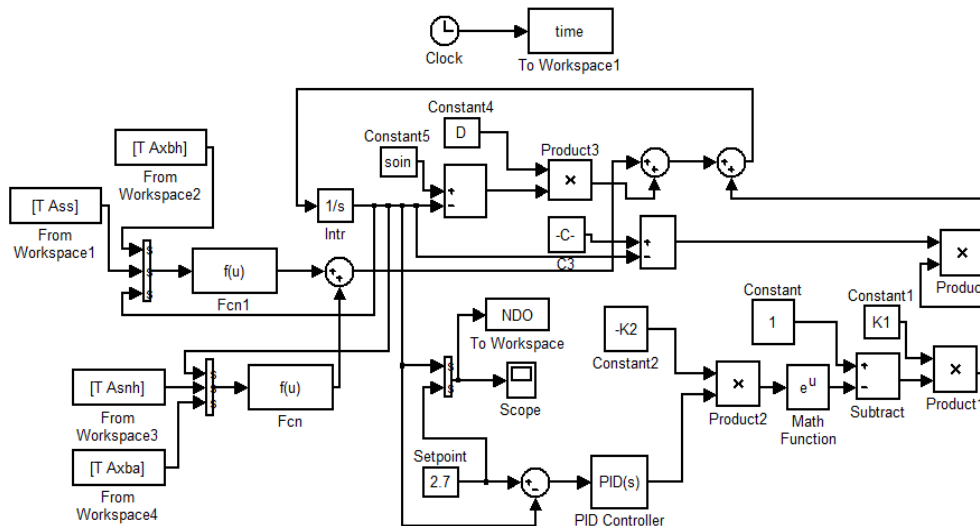 time
Clock
To Workspace1
Constant4
D
[T Axbh]
From
Workspace2
Constant5
soin
Product3
×
+
+
+
+
[T Ass]
From
Workspace1
1/s
Intr
+
−
-C-
C3
+
−
×
Product
s
s
s
f(u)
Fcn1
+
+
NDO
To Workspace
Constant
1
Constant1
K1
-K2
Constant2
s
s
Scope
[T Asnh]
From
Workspace3
s
s
s
f(u)
Fcn
×
Product2
e^u
Math
Function
+
−
Subtract
×
Product1
[T Axba]
From
Workspace4
Setpoint
2.7
+
−
PID(s)
PID Controller